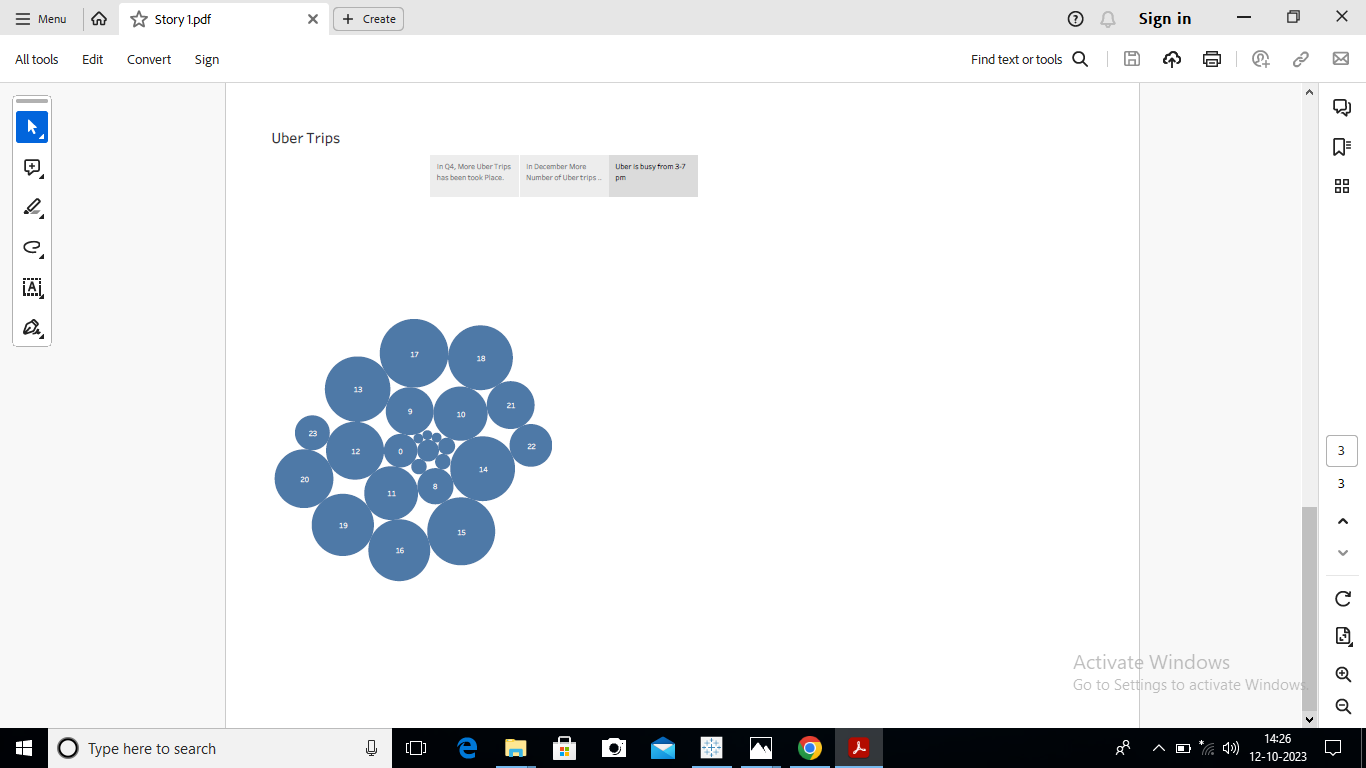 Menu
Story 1.pdf
Create
Sign in
All tools
Edit
Convert
Sign
Find text or tools
Uber Trips
In Q4, More Uber Trips
has been took Place.
In December More
Number of Uber trips ..
Uber is busy from 3-7
pm
17
18
13
9
10
21
23
12
0
22
14
20
8
11
19
15
16
3
3
Activate Windows
Go to Settings to activate Windows.
Type here to search
14:26
12-10-2023